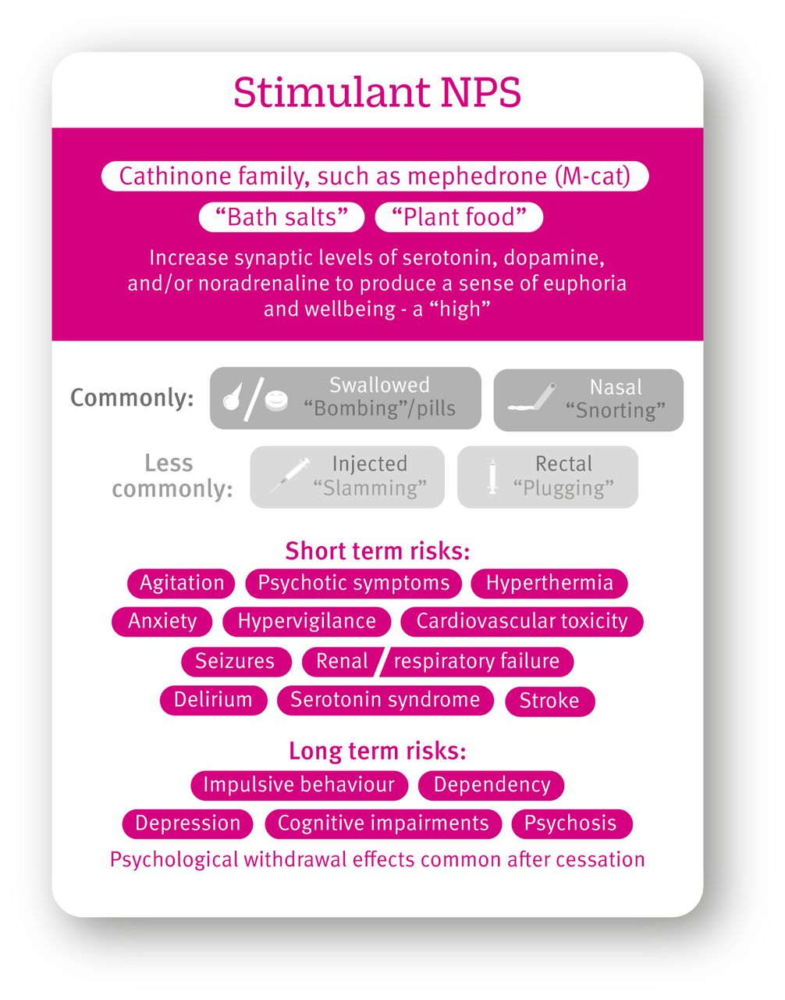 Stimulant NPS
Cathinone family, such as mephedrone (M-cat)
“Bath salts” “Plant food”
Increase synaptic levels of serotonin, dopamine,
and/or noradrenaline to produce a sense of euphoria
and wellbeing - a “high”
Commonly:
Swallowed
“Bombing”/pills
Nasal
“Snorting”
Less
commonly:
Injected
“Slamming”
Rectal
“Plugging”
Short term risks:
Agitation Psychotic symptoms Hyperthermia
Anxiety Hypervigilance Cardiovascular toxicity
Seizures Renal / respiratory failure
Delirium Serotonin syndrome Stroke
Long term risks:
Impulsive behaviour Dependency
Depression Cognitive impairments Psychosis
Psychological withdrawal effects common after cessation